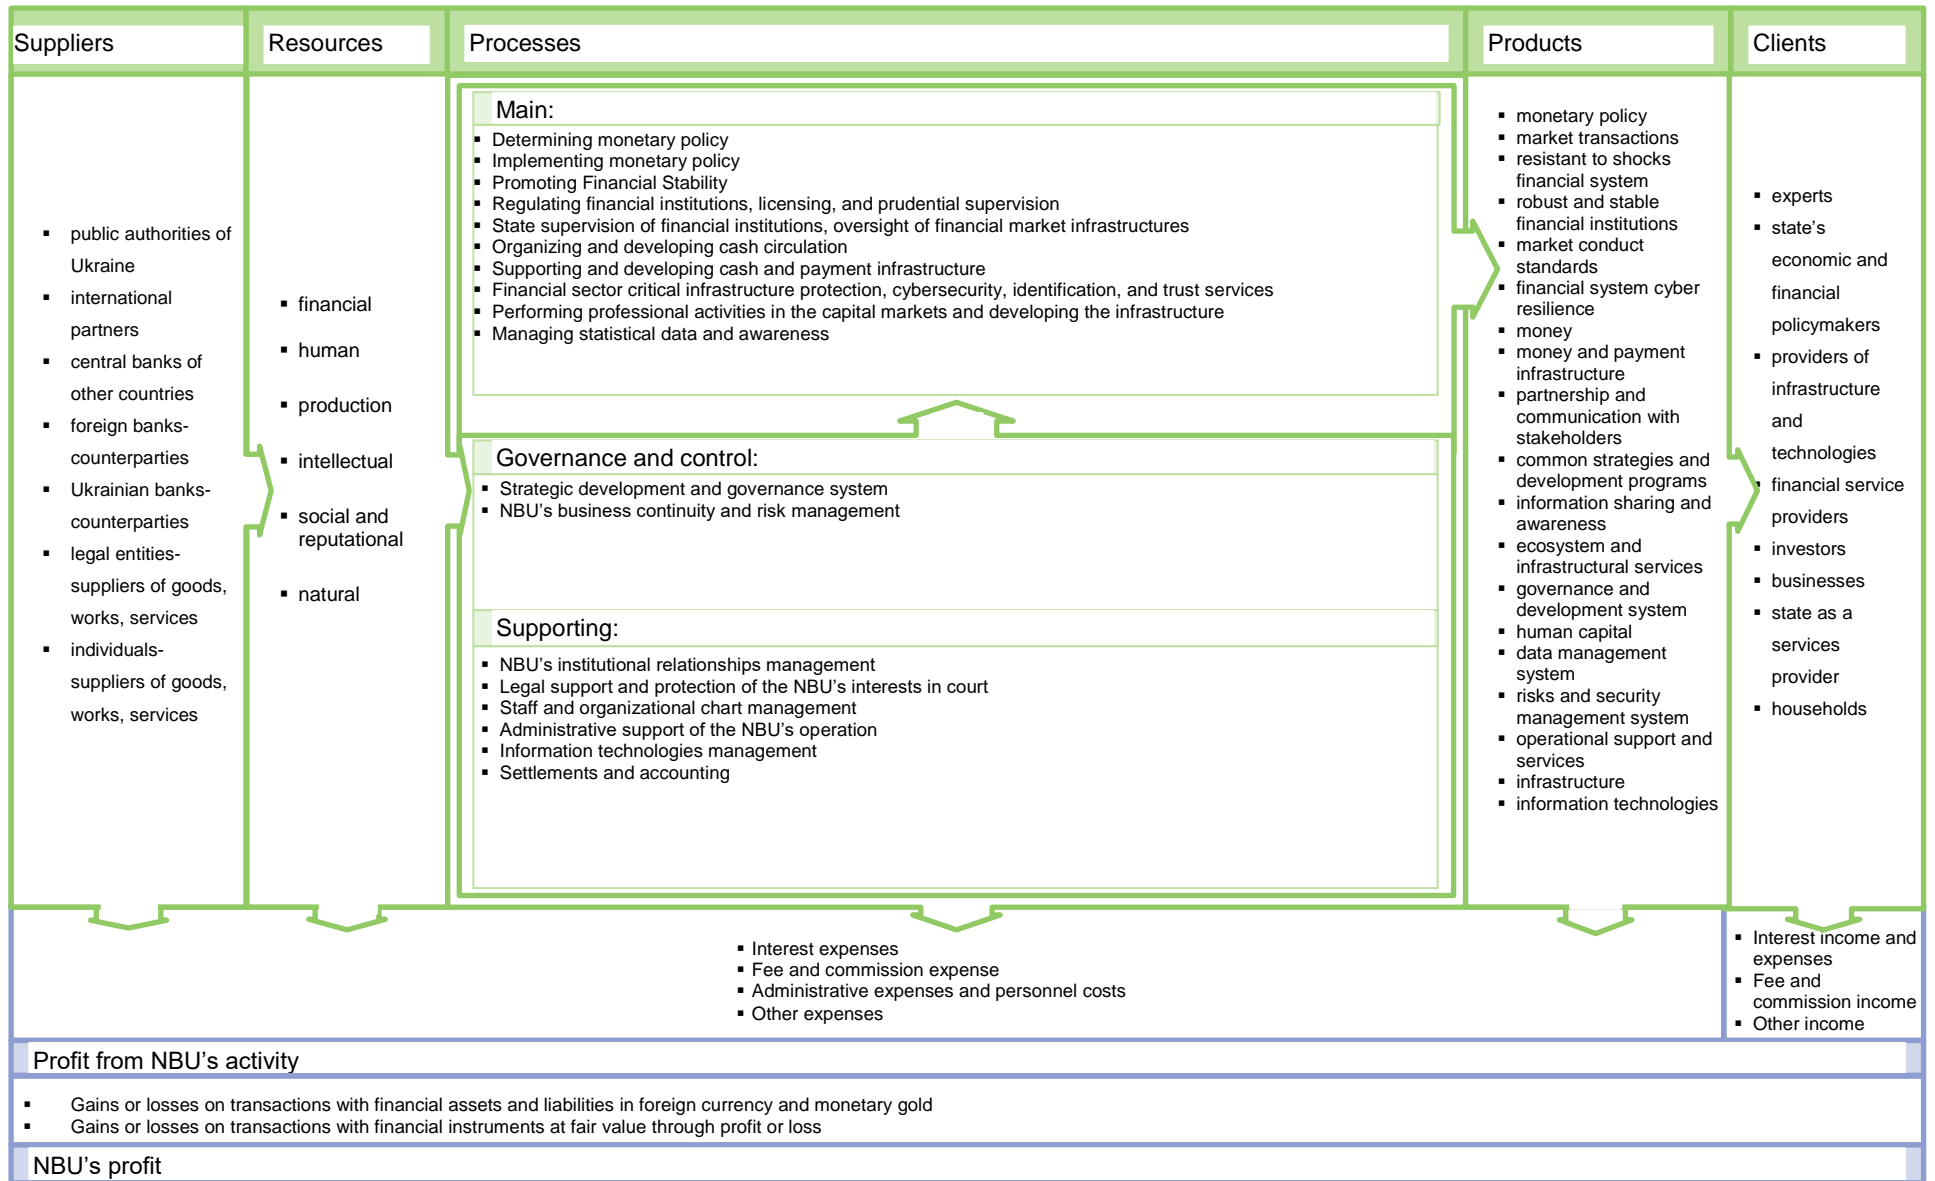 Suppliers
Resources
Processes
Products
Clients
▪ public authorities of
Ukraine
▪ international
partners
▪ central banks of
other countries
▪ foreign banks-
counterparties
▪ Ukrainian banks-
counterparties
▪ legal entities-
suppliers of goods,
works, services
▪ individuals-
suppliers of goods,
works, services
▪ financial
▪ human
▪ production
▪ intellectual
▪ social and
reputational
▪ natural
Main:
▪ Determining monetary policy
▪ Implementing monetary policy
▪ Promoting Financial Stability
▪ Regulating financial institutions, licensing, and prudential supervision
▪ State supervision of financial institutions, oversight of financial market infrastructures
▪ Organizing and developing cash circulation
▪ Supporting and developing cash and payment infrastructure
▪ Financial sector critical infrastructure protection, cybersecurity, identification, and trust services
▪ Performing professional activities in the capital markets and developing the infrastructure
▪ Managing statistical data and awareness
Governance and control:
▪ Strategic development and governance system
▪ NBU’s business continuity and risk management
Supporting:
▪ NBU’s institutional relationships management
▪ Legal support and protection of the NBU’s interests in court
▪ Staff and organizational chart management
▪ Administrative support of the NBU’s operation
▪ Information technologies management
▪ Settlements and accounting
▪ monetary policy
▪ market transactions
▪ resistant to shocks
financial system
▪ robust and stable
financial institutions
▪ market conduct
standards
▪ financial system cyber
resilience
▪ money
▪ money and payment
infrastructure
▪ partnership and
communication with
stakeholders
▪ common strategies and
development programs
▪ information sharing and
awareness
▪ ecosystem and
infrastructural services
▪ governance and
development system
▪ human capital
▪ data management
system
▪ risks and security
management system
▪ operational support and
services
▪ infrastructure
▪ information technologies
▪ experts
▪ state’s
economic and
financial
policymakers
▪ providers of
infrastructure
and
technologies
▪ financial service
providers
▪ investors
▪ businesses
▪ state as a
services
provider
▪ households
▪ Interest expenses
▪ Fee and commission expense
▪ Administrative expenses and personnel costs
▪ Other expenses
▪ Interest income and
expenses
▪ Fee and
commission income
▪ Other income
Profit from NBU’s activity
▪ Gains or losses on transactions with financial assets and liabilities in foreign currency and monetary gold
▪ Gains or losses on transactions with financial instruments at fair value through profit or loss
NBU’s profit